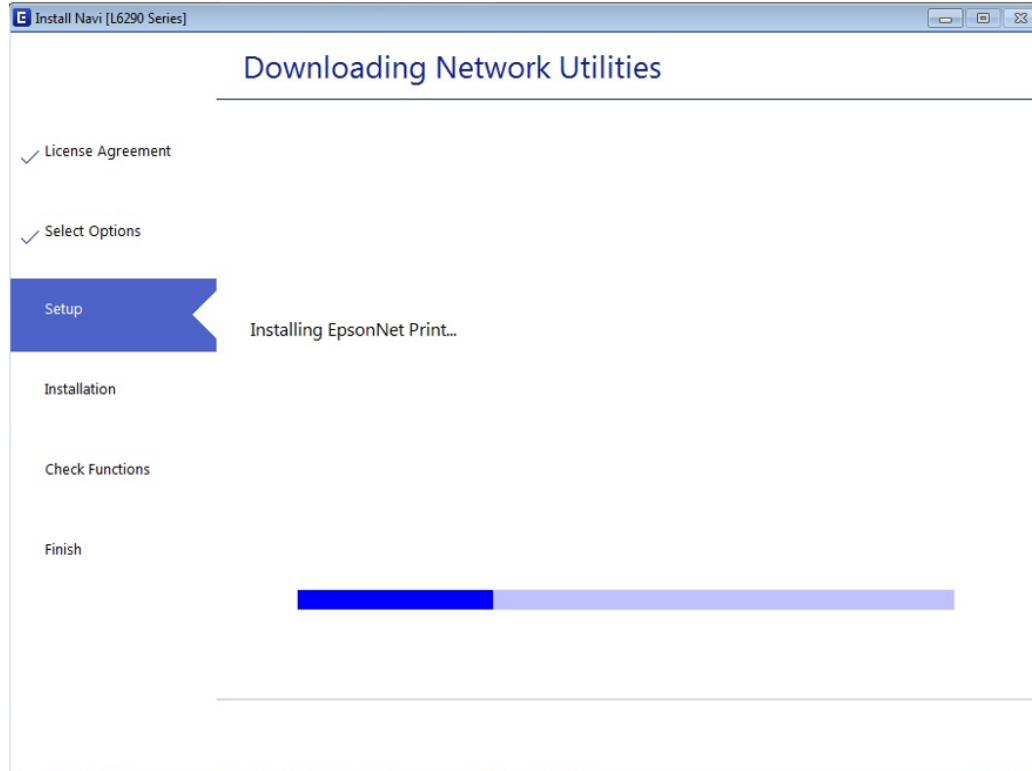 E Install Navi [L6290 Series]
Downloading Network Utilities
License Agreement
Select Options
Setup
Installing EpsonNet Print...
Installation
Check Functions
Finish